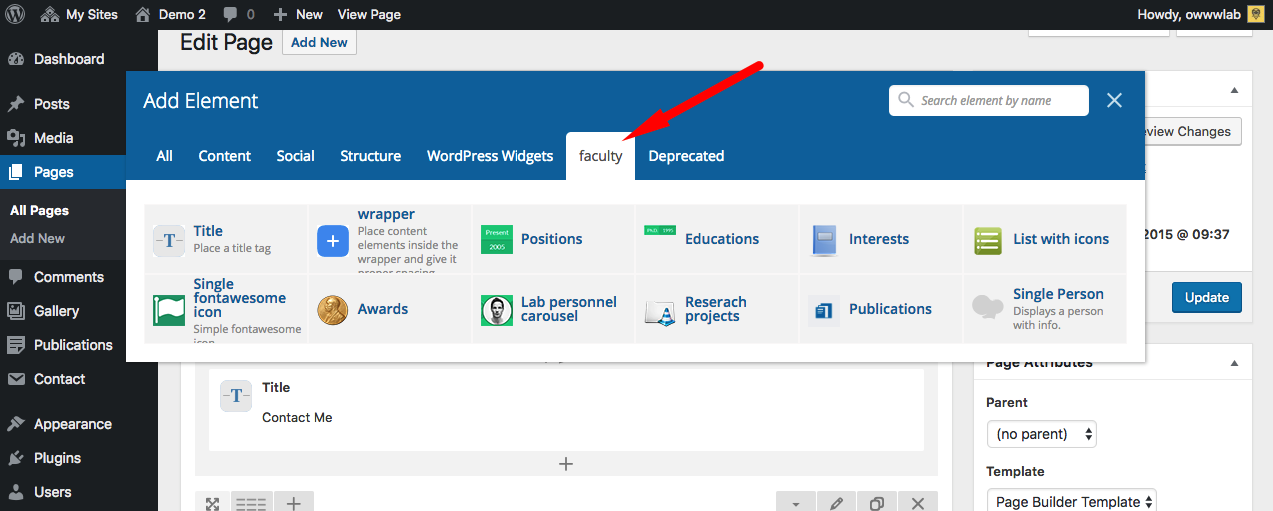 My Sites
Demo 2
0
New
View Page
Howdy, owwwlab
Dashboard
Posts
Media
Pages
All Pages
Add New
Comments
Gallery
Publications
Contact
Appearance
Plugins
Users
Edit Page
Add New
Add Element
Search element by name
All
Content
Social
Structure
WordPress Widgets
faculty
Deprecated
T
Title
Place a title tag
wrapper
Place content
elements inside the
wrapper and give it
proper spacing
Present
2005
Positions
Ph.D. 1995
Educations
Interests
List with icons
Single
fontawesome
icon
Simple fontawesome
icon
Awards
Lab personnel
carousel
Reserach
projects
Publications
Single Person
Displays a person
with info.
T
Title
Contact Me
eview Changes
2015 @ 09:37
Update
Page Attributes
Parent
(no parent)
Template
Page Builder Template